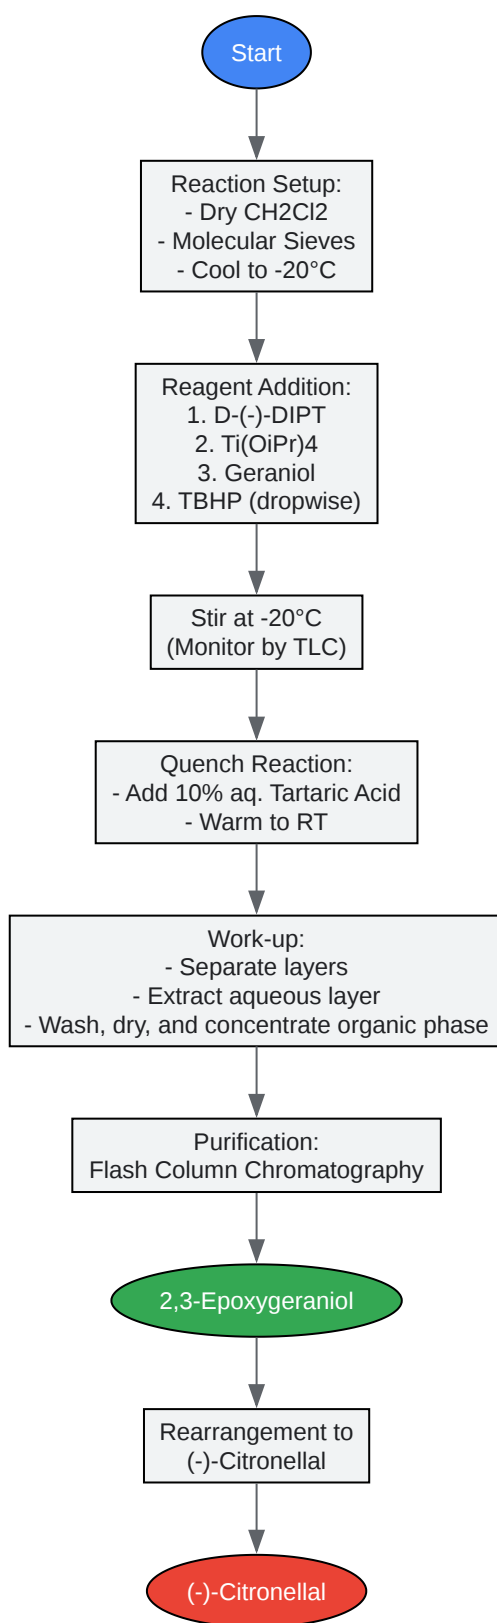 Start
Reaction Setup:
- Dry CH2Cl2
- Molecular Sieves
- Cool to -20°C
Reagent Addition:
1. D-(-)-DIPT
2. Ti(OiPr)4
3. Geraniol
4. TBHP (dropwise)
Stir at -20°C
(Monitor by TLC)
Quench Reaction:
- Add 10% aq. Tartaric Acid
- Warm to RT
Work-up:
- Separate layers
- Extract aqueous layer
- Wash, dry, and concentrate organic phase
Purification:
Flash Column Chromatography
2,3-Epoxygeraniol
Rearrangement to
(-)-Citronellal
(-)-Citronellal